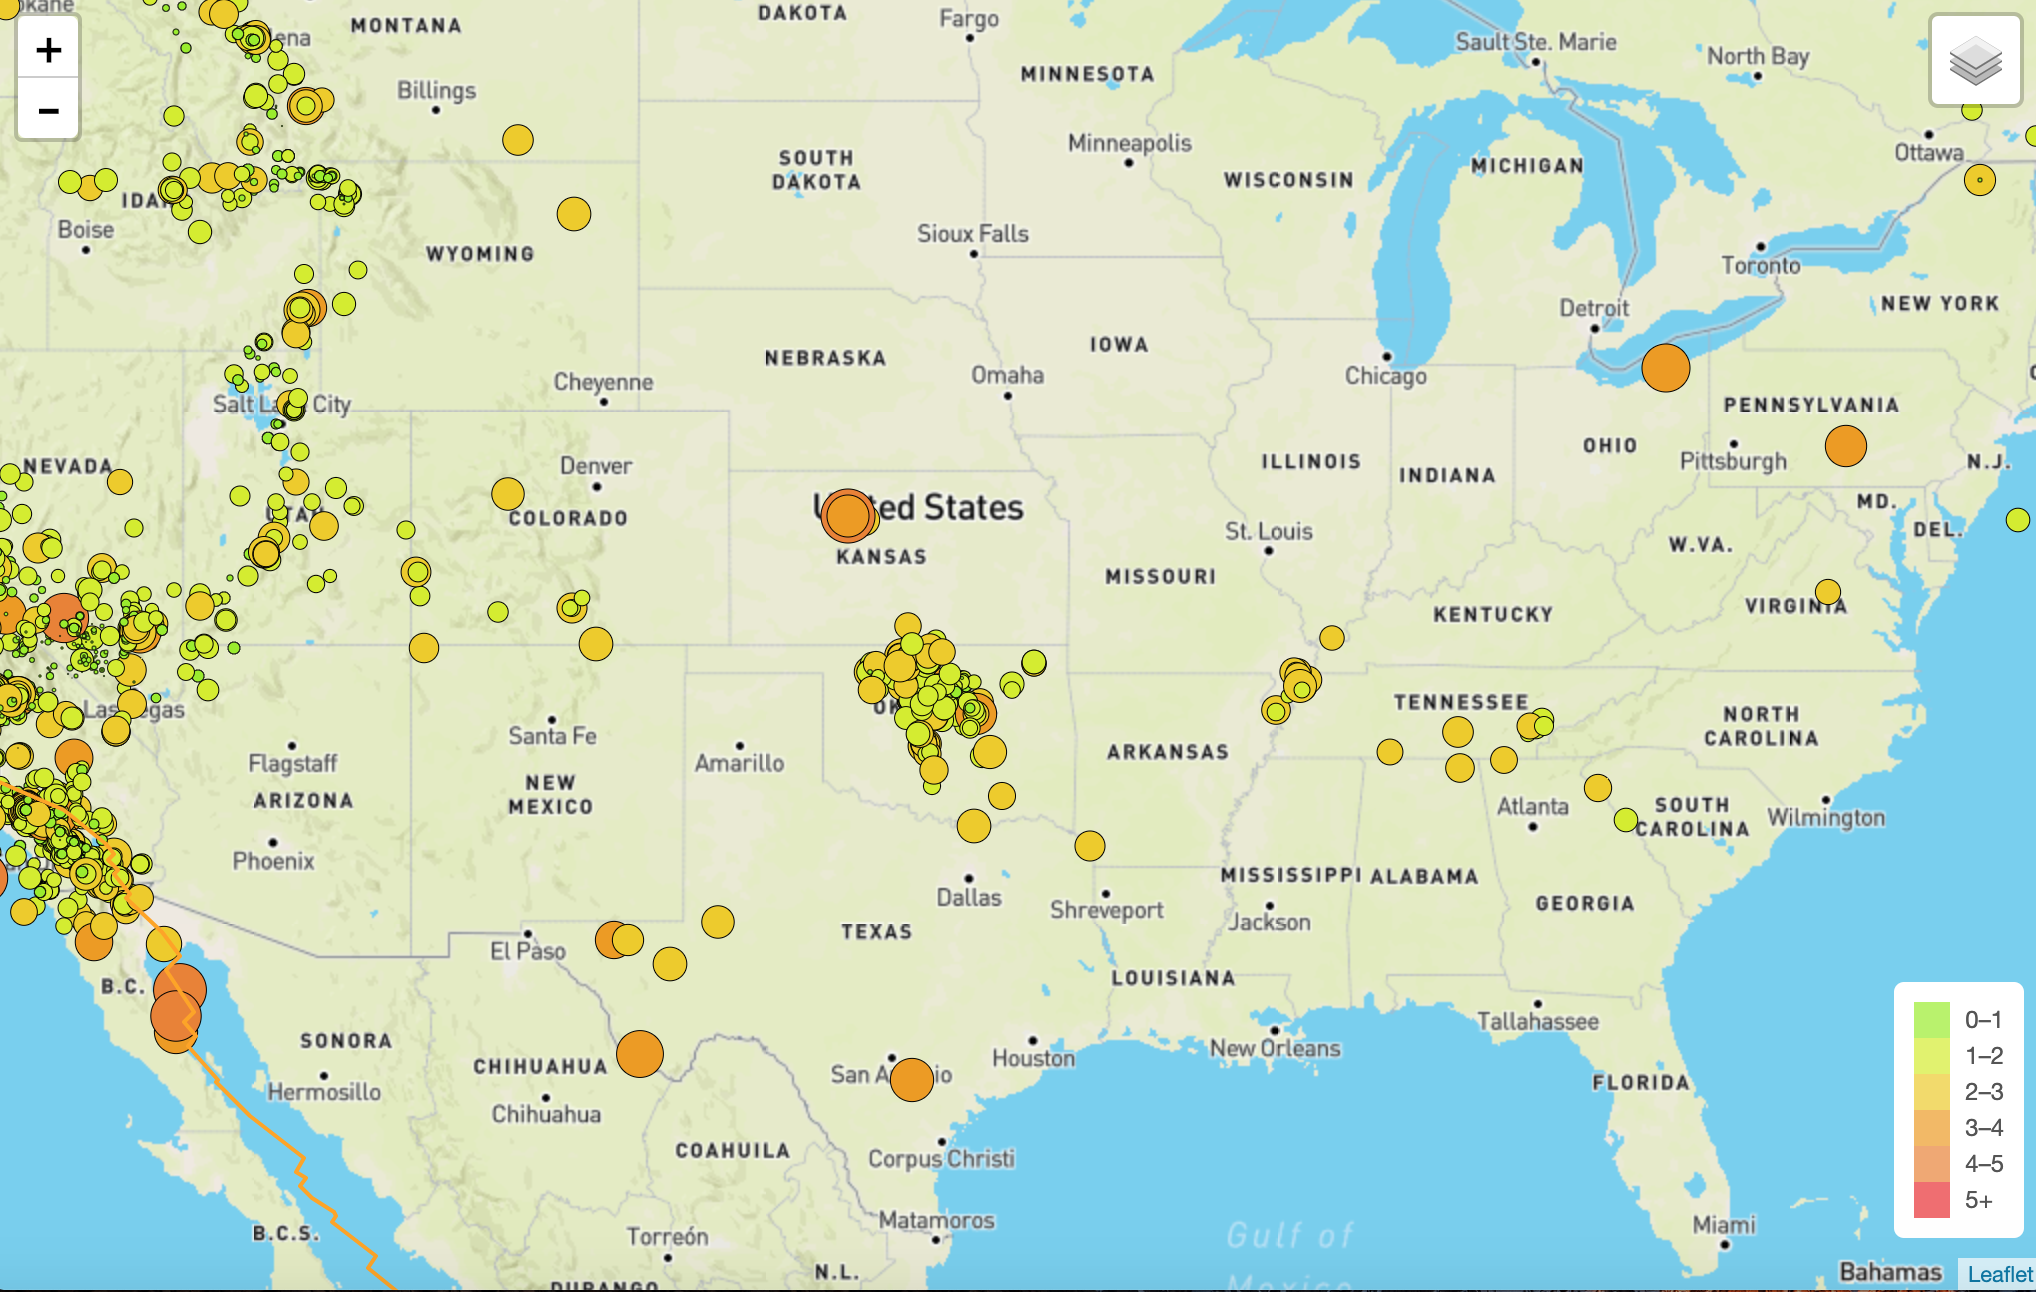 MONTANA
DAKOTA
Fargo
Sault Ste. Marie
North Bay
+
−
Billings
MINNESOTA
Minneapolis
SOUTH
DAKOTA
WISCONSIN
MICHIGAN
Ottawa
Boise
WYOMING
Sioux Falls
Toronto
Detroit
NEW YORK
NEBRASKA
IOWA
Omaha
Chicago
Cheyenne
Salt La City
PENNSYLVANIA
NEVADA
Denver
ILLINOIS
INDIANA
OHIO
Pittsburgh
N.J.
MD.
DEL.
COLORADO
UTAH
United States
KANSAS
St. Louis
W.VA.
MISSOURI
KENTUCKY
VIRGINIA
Las Vegas
Santa Fe
OK
TENNESSEE
NORTH
CAROLINA
Flagstaff
ARIZONA
NEW
MEXICO
Amarillo
ARKANSAS
Atlanta
SOUTH
CAROLINA
Wilmington
Phoenix
Dallas
Shreveport
MISSISSIPPI
ALABAMA
Jackson
GEORGIA
El Paso
TEXAS
LOUISIANA
B.C.
SONORA
CHIHUAHUA
Hermosillo
Chihuahua
San A io
Houston
New Orleans
Tallahassee
FLORIDA
COAHUILA
Corpus Christi
B.C.S.
Torreón
Matamoros
Gulf of
Mexico
Miami
DURANGO
N.L.
Bahamas
0–1
1–2
2–3
3–4
4–5
5+
Leaflet